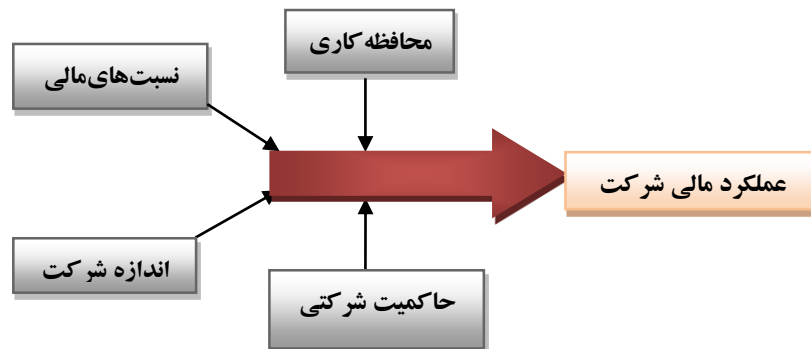 محافظه‌کاری
نسبت‌های‌مالی
عملکرد مالی شرکت
اندازه شرکت
حاکمیت شرکتی